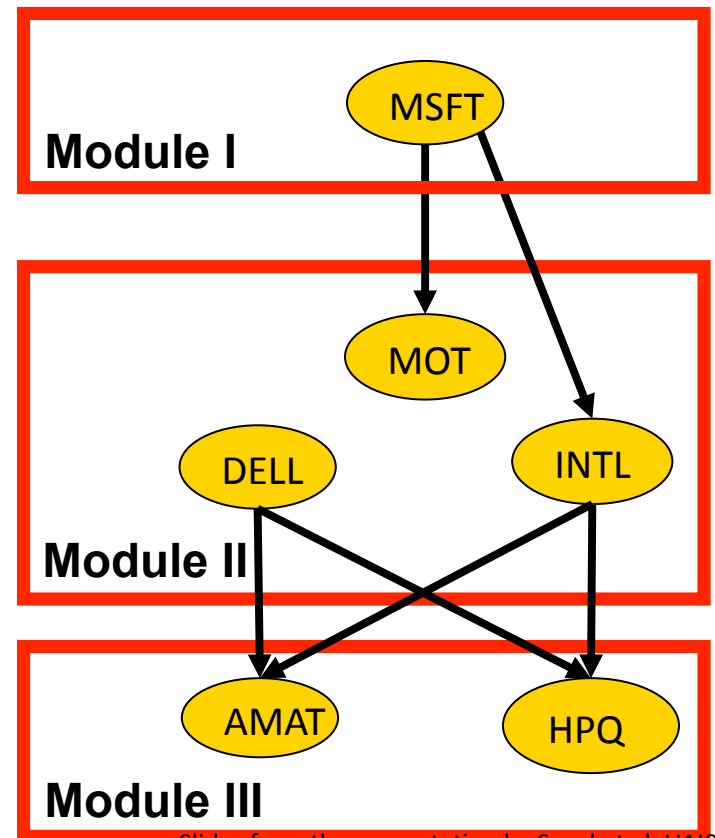 MSFT
Module I
MOT
DELL
INTL
Module II
AMAT
HPQ
Module III